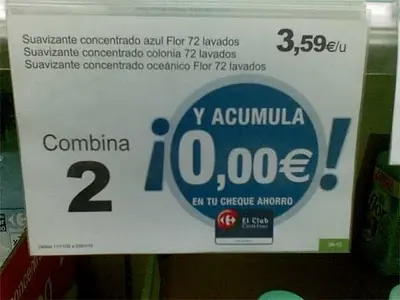 Suavizante concentrado azul Flor 72 lavados
Suavizante concentrado colonia 72 lavados
Suavizante concentrado oceánico Flor 72 lavados
3,59€/u
Combina
2
Y ACUMULA
¡0,00€!
EN TU CHEQUE AHORRO
El Club
Carrefour